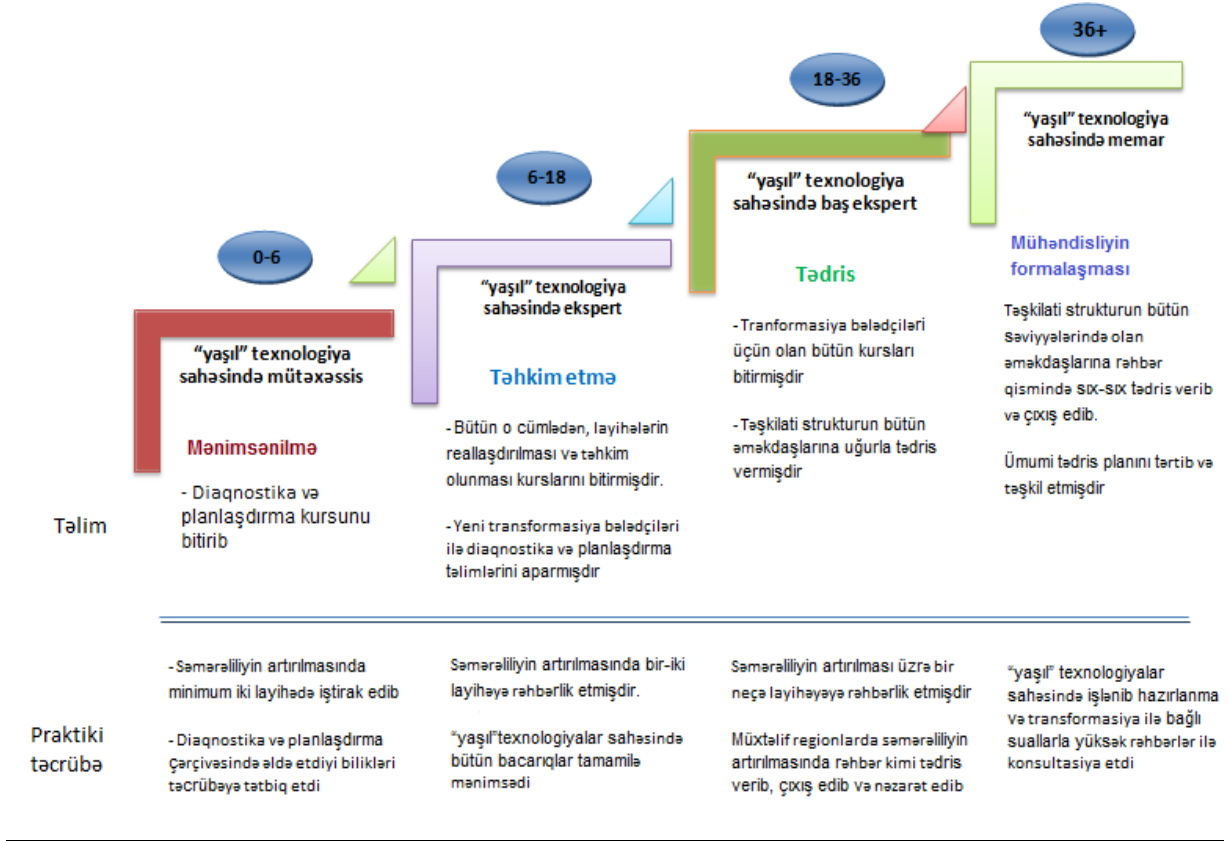 36+
“yaşıl” texnologiya
sahəsində memar
Mühəndisliyin
formalaşması
Təşkilati strukturun bütün
səviyyələrində olan
əməkdaşlarına rəhbər
qismində sıx-sıx tədris verib
və çıxış edib.
Ümumi tədris planını tərtib və
təşkil etmişdir
18-36
“yaşıl” texnologiya
sahəsində baş ekspert
Tədris
- Tranformasiya bələdçiləri
üçün olan bütün kursları
bitirmişdir
- Təşkilati strukturun bütün
əməkdaşlarına uğurla tədris
vermişdir
6-18
“yaşıl” texnologiya
sahəsində ekspert
Təhkim etmə
- Bütün o cümlədən, layihələrin
reallaşdırılması və təhkim
olunması kurslarını bitirmişdir.
- Yeni transformasiya bələdçiləri
ilə diaqnostika və planlaşdırma
təlimlərini aparmışdır
0-6
“yaşıl” texnologiya
sahəsində mütəxəssis
Mənimsənilmə
- Diaqnostika və
planlaşdırma kursunu
bitirib
Təlim
Praktiki
təcrübə
- Səmərəliliyin artırılmasında
minimum iki layihədə iştirak edib
- Diaqnostika və planlaşdırma
çərçivəsində əldə etdiyi bilikləri
təcrübəyə tətbiq etdi
Səmərəliliyin artırılmasında bir-iki
layihəyə rəhbərlik etmişdir.
“yaşıl”texnologiyalar sahəsində
bütün bacarıqlar tamamilə
mənimsədi
Səmərəliliyin artırılması üzrə bir
neçə layihəyəyə rəhbərlik etmişdir
Müxtəlif regionlarda səmərəliliyin
artırılmasında rəhbər kimi tədris
verib, çıxış edib və nəzarət edib
“yaşıl” texnologiyalar
sahəsində işlənib hazırlanma
və transformasiya ilə bağlı
suallarla yüksək rəhbərlər ilə
konsultasiya etdi